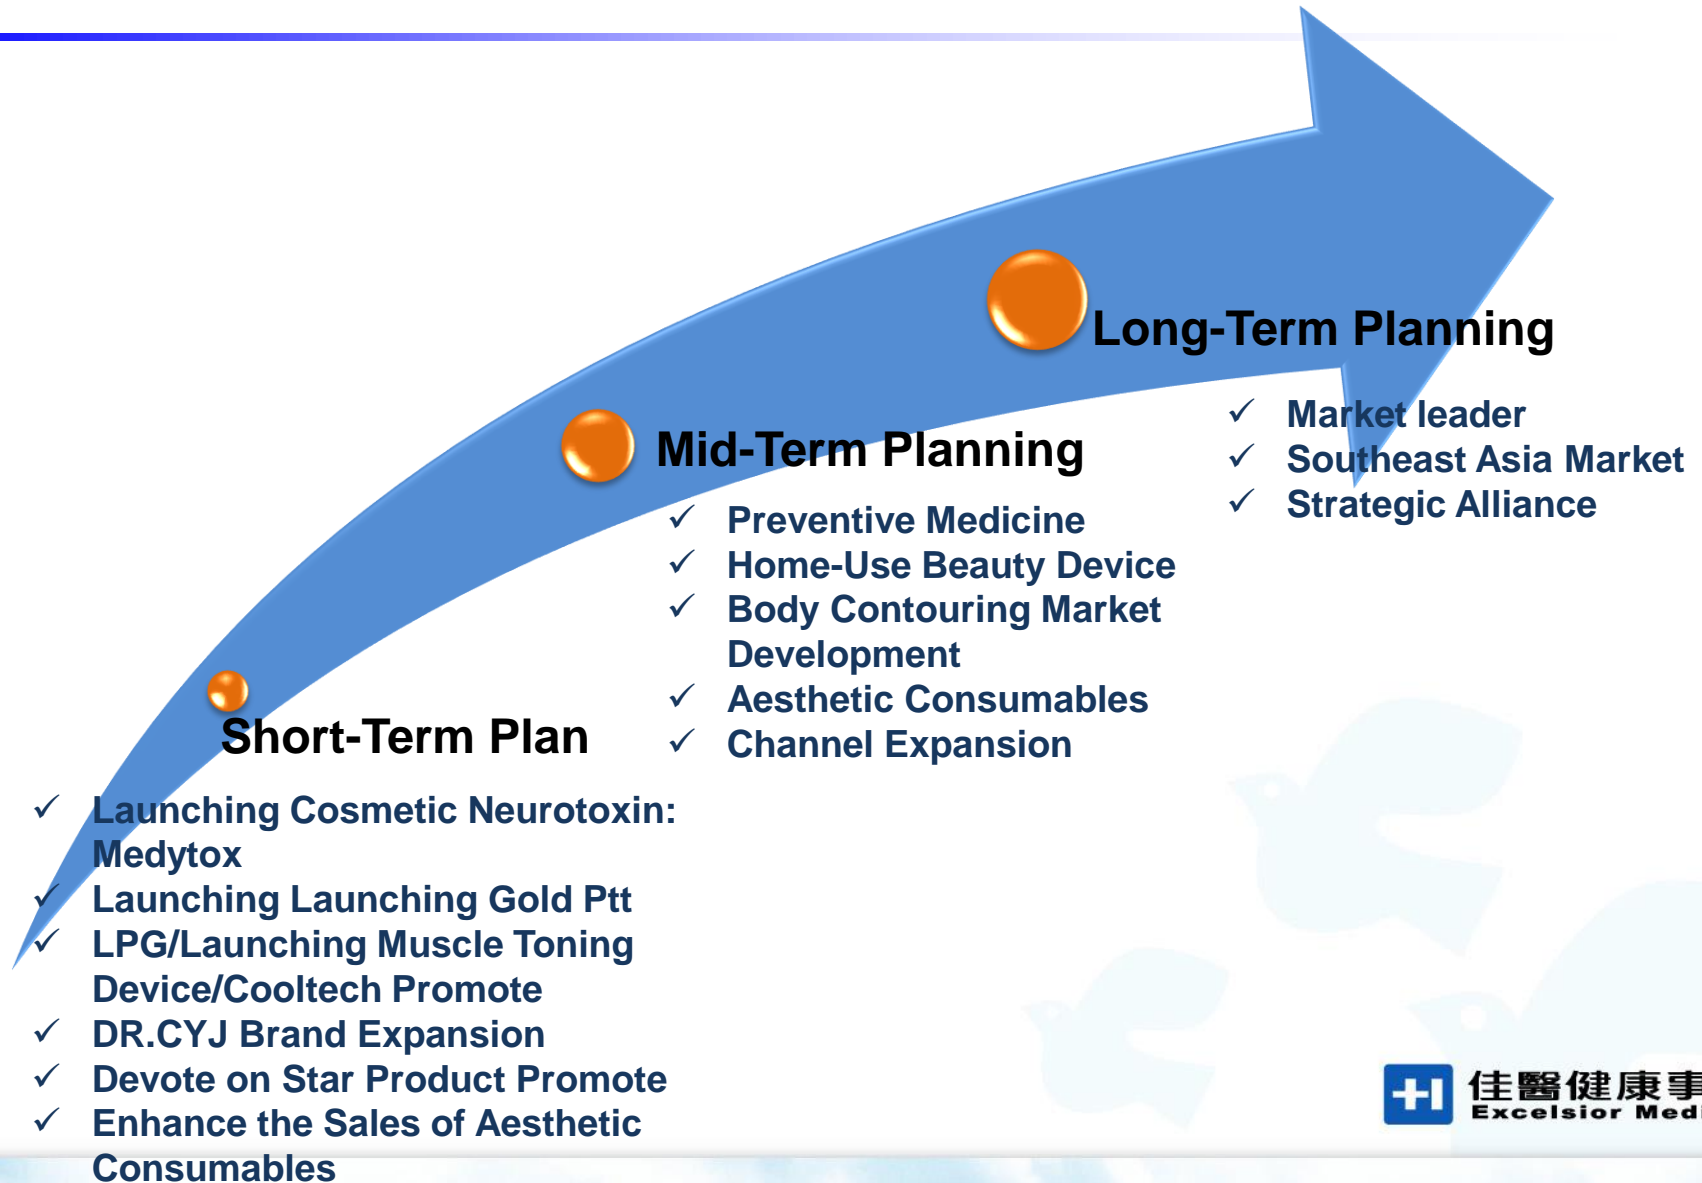 Long-Term Planning
✓ Market leader
✓ Southeast Asia Market
✓ Strategic Alliance
Mid-Term Planning
✓ Preventive Medicine
✓ Home-Use Beauty Device
✓ Body Contouring Market
Development
✓ Aesthetic Consumables
✓ Channel Expansion
Short-Term Plan
✓ Launching Cosmetic Neurotoxin:
Medytox
✓ Launching Launching Gold Ptt
✓ LPG/Launching Muscle Toning
Device/Cooltech Promote
✓ DR.CYJ Brand Expansion
✓ Devote on Star Product Promote
✓ Enhance the Sales of Aesthetic
Consumables
佳醫健康事
Excelsior Medi